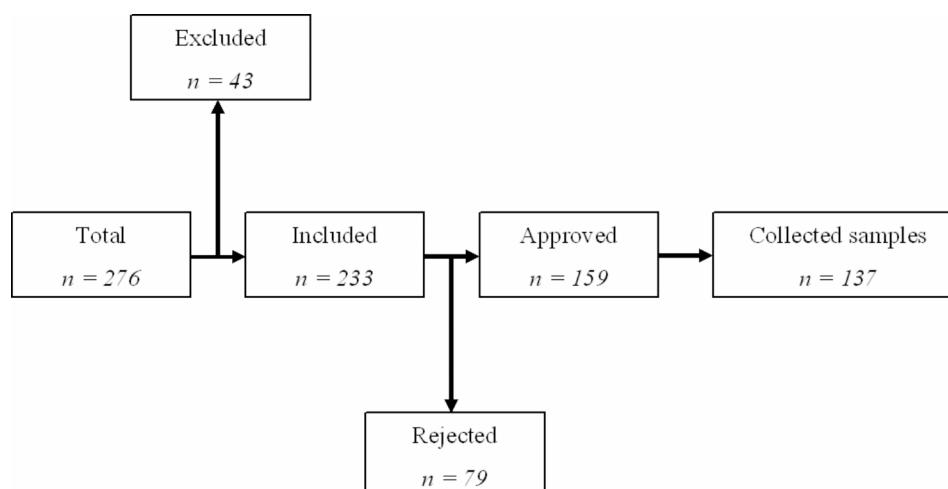 Excluded
n = 43
Total
n = 276
Included
n = 233
Approved
n = 159
Collected samples
n = 137
Rejected
n = 79